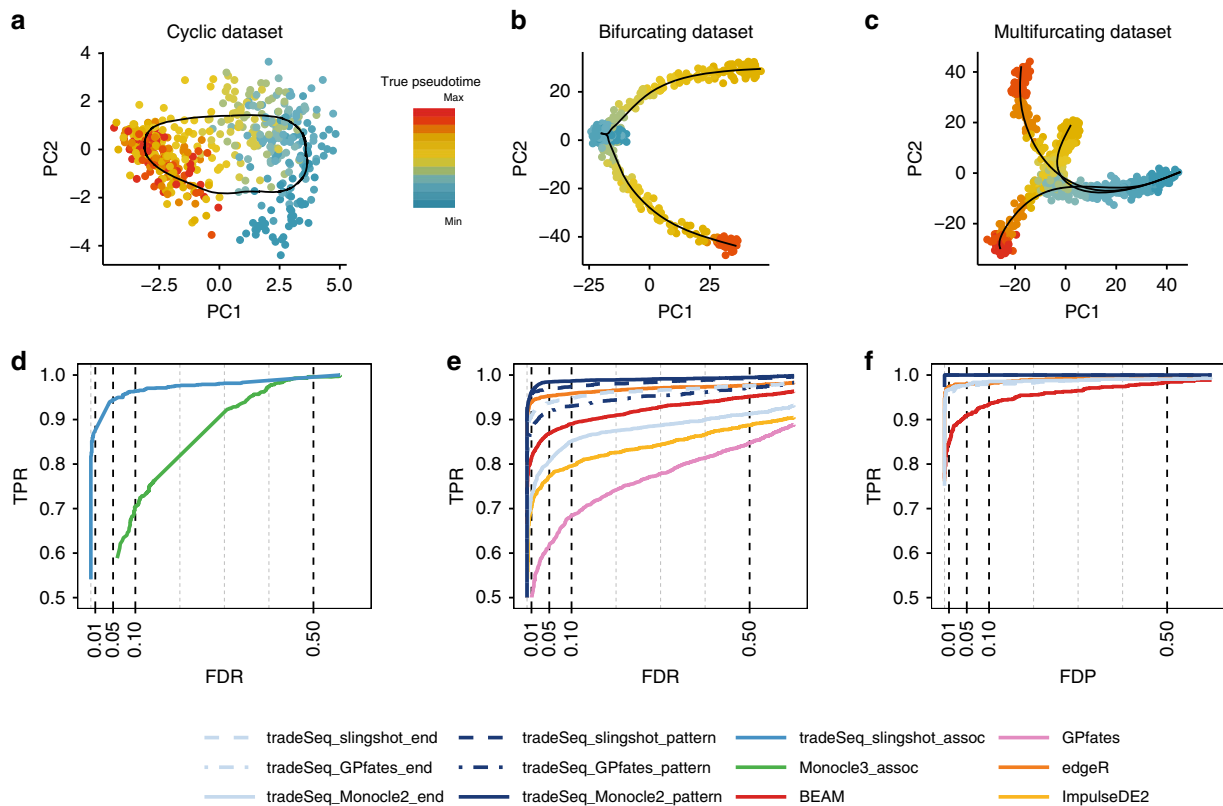 a
Cyclic dataset
b
Bifurcating dataset
c
Multifurcating dataset
4
2
0
−2
−4
PC2
−2.5
0.0
2.5
5.0
PC1
True pseudotime
Max
Min
20
0
−20
−40
PC2
−25
0
25
PC1
40
20
0
−20
PC2
−20
0
20
40
PC1
d
1.0
0.9
0.8
0.7
0.6
0.5
TPR
0.01
0.05
0.10
0.50
FDR
e
1.0
0.9
0.8
0.7
0.6
0.5
TPR
0.01
0.05
0.10
0.50
FDR
f
1.0
0.9
0.8
0.7
0.6
0.5
TPR
0.01
0.05
0.10
0.50
FDP
tradeSeq_slingshot_end
tradeSeq_slingshot_pattern
tradeSeq_slingshot_assoc
GPfates
tradeSeq_GPfates_end
tradeSeq_GPfates_pattern
Monocle3_assoc
edgeR
tradeSeq_Monocle2_end
tradeSeq_Monocle2_pattern
BEAM
ImpulseDE2